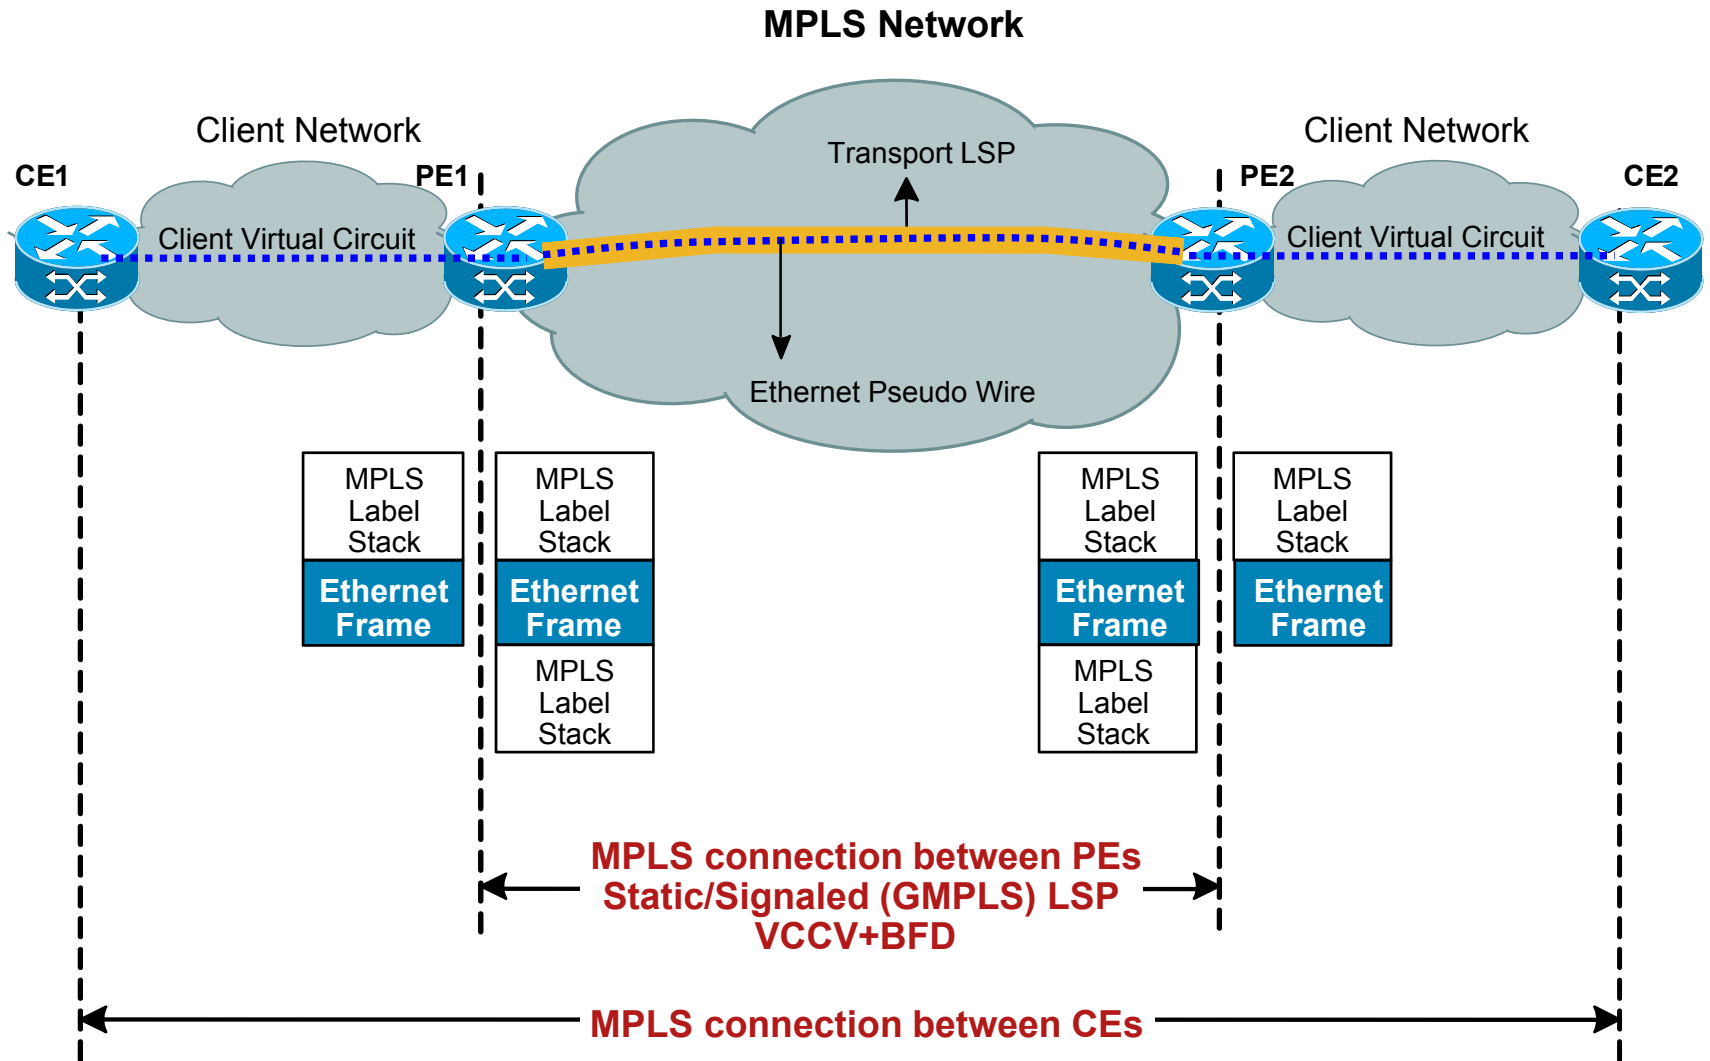 MPLS Network
Client Network
Client Network
Transport LSP
CE1
PE1
PE2
CE2
Client Virtual Circuit
Client Virtual Circuit
Ethernet Pseudo Wire
MPLS
Label
Stack
Ethernet
Frame
MPLS
Label
Stack
Ethernet
Frame
MPLS
Label
Stack
MPLS
Label
Stack
Ethernet
Frame
MPLS
Label
Stack
MPLS
Label
Stack
Ethernet
Frame
MPLS connection between PEs
Static/Signaled (GMPLS) LSP
VCCV+BFD
MPLS connection between CEs